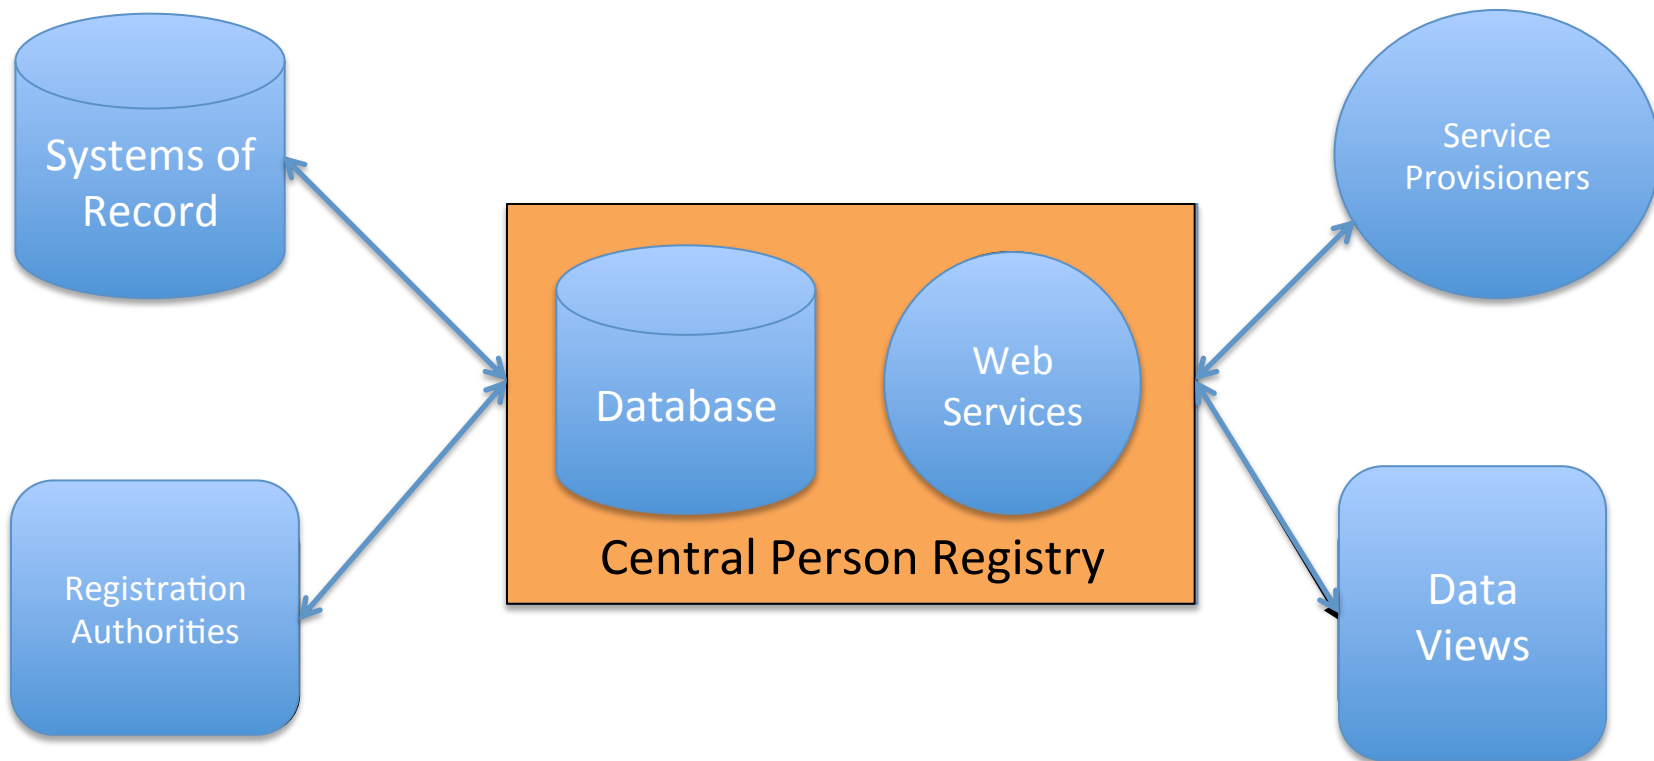 Systems of
Record
Service
Provisioners
Database
Web
Services
Central Person Registry
Registration
Authorities
Data
Views